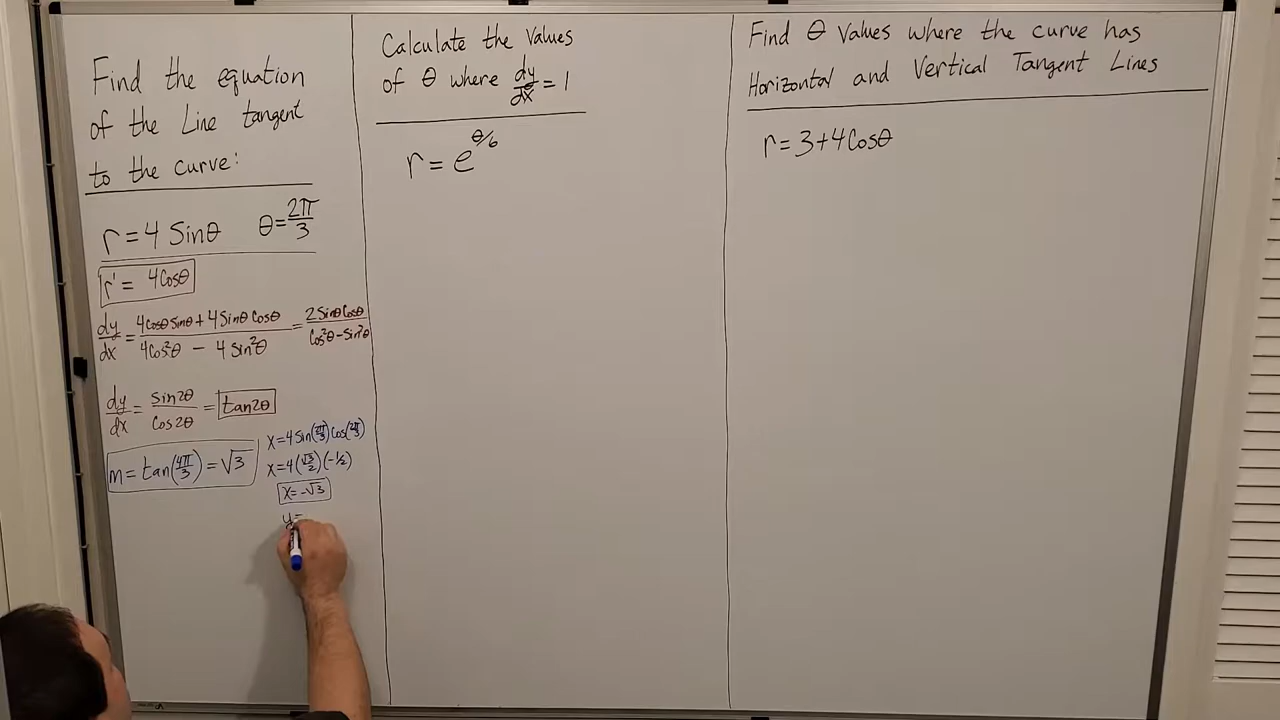 Find the equation
of the Line tangent
to the curve:
r = 4 Sinθ θ = 2π/3
r' = 4Cosθ
dy/dx = (4cosθ sinθ + 4 Sinθ Cosθ)/(4Cos²θ - 4 Sin²θ) = (2 Sinθ Cosθ)/(Cos²θ - Sin²θ)
dy/dx = sin2θ/Cos2θ = tan2θ
m = tan(4π/3) = √3
x = 4 Sin(2π/3) Cos(2π/3)
x = 4(√3/2)(-1/2)
x = -√3
y =
Calculate the Values
of θ where dy/dx = 1
r = e^(θ/6)
Find θ Values where the curve has
Horizontal and Vertical Tangent Lines
r = 3 + 4Cosθ